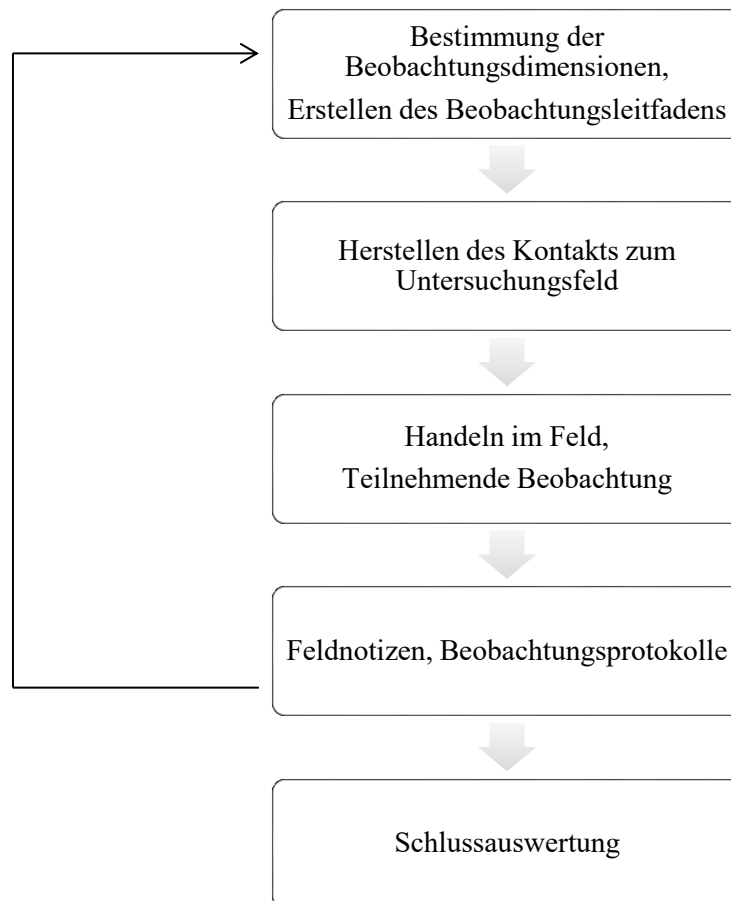 Bestimmung der
Beobachtungsdimensionen,
Erstellen des Beobachtungsleitfadens
Herstellen des Kontakts zum
Untersuchungsfeld
Handeln im Feld,
Teilnehmende Beobachtung
Feldnotizen, Beobachtungsprotokolle
Schlussauswertung